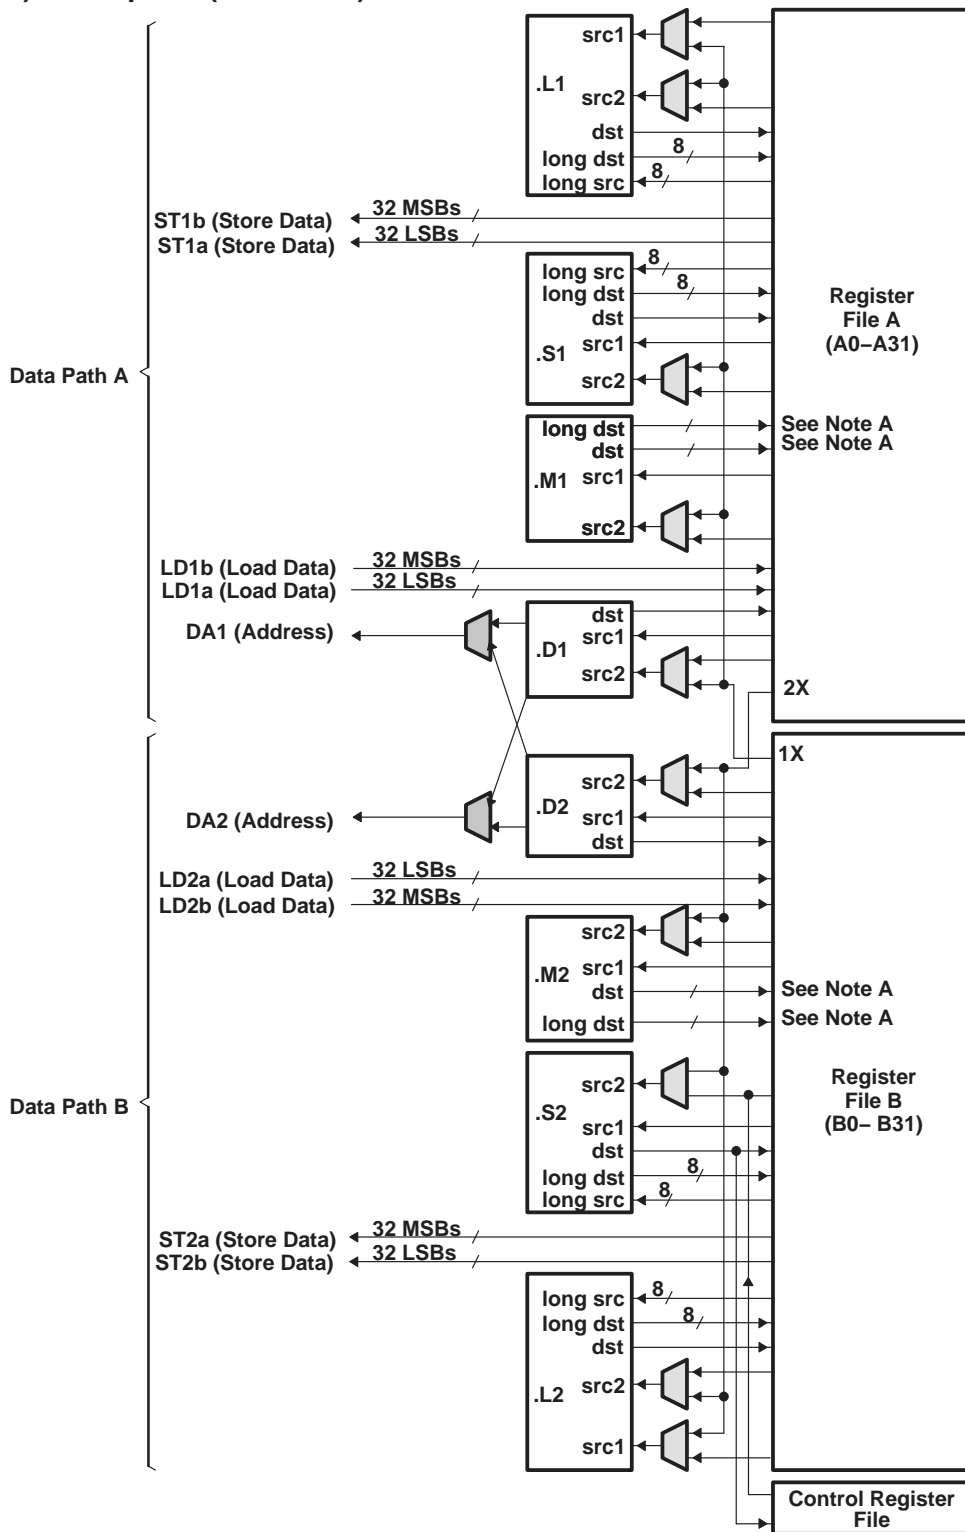 src1
.L1
src2
dst
long dst 8
long src 8
ST1b (Store Data) 32 MSBs
ST1a (Store Data) 32 LSBs
long src 8
long dst 8
dst
.S1 src1
src2
Register
File A
(A0–A31)
Data Path A
long dst See Note A
dst See Note A
.M1 src1
src2
LD1b (Load Data) 32 MSBs
LD1a (Load Data) 32 LSBs
DA1 (Address)
dst
.D1 src1
src2
2X
1X
src2
DA2 (Address)
.D2 src1
dst
LD2a (Load Data) 32 LSBs
LD2b (Load Data) 32 MSBs
src2
.M2 src1
dst See Note A
long dst See Note A
src2
.S2 src1
dst
long dst 8
long src 8
Register
File B
(B0– B31)
Data Path B
ST2a (Store Data) 32 MSBs
ST2b (Store Data) 32 LSBs
long src 8
long dst 8
dst
.L2 src2
src1
Control Register
File